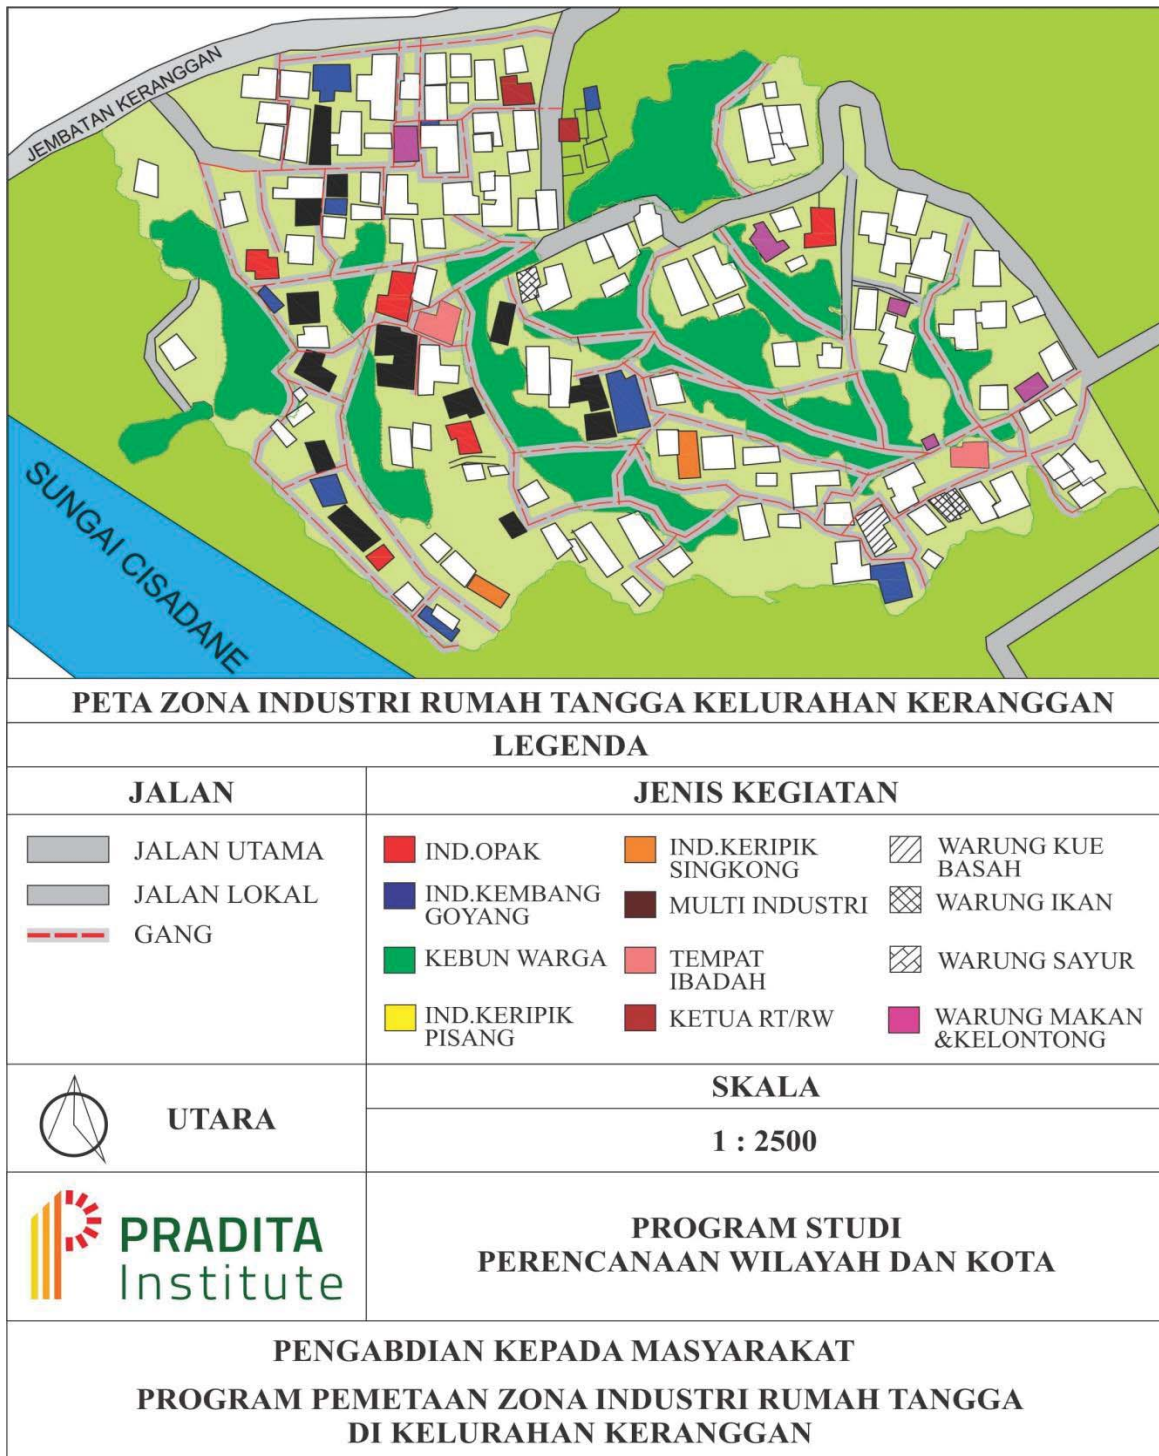 JEMBATAN KERANGGAN
SUNGAI CISADANE
PETA ZONA INDUSTRI RUMAH TANGGA KELURAHAN KERANGGAN
LEGENDA
JALAN
JENIS KEGIATAN
JALAN UTAMA
JALAN LOKAL
GANG
IND.OPAK
IND.KEMBANG
GOYANG
KEBUN WARGA
IND.KERIPIK
PISANG
IND.KERIPIK
SINGKONG
MULTI INDUSTRI
TEMPAT
IBADAH
KETUA RT/RW
WARUNG KUE
BASAH
WARUNG IKAN
WARUNG SAYUR
WARUNG MAKAN
&KELONTONG
UTARA
SKALA
1 : 2500
PRADITA
Institute
PROGRAM STUDI
PERENCANAAN WILAYAH DAN KOTA
PENGABDIAN KEPADA MASYARAKAT
PROGRAM PEMETAAN ZONA INDUSTRI RUMAH TANGGA
DI KELURAHAN KERANGGAN